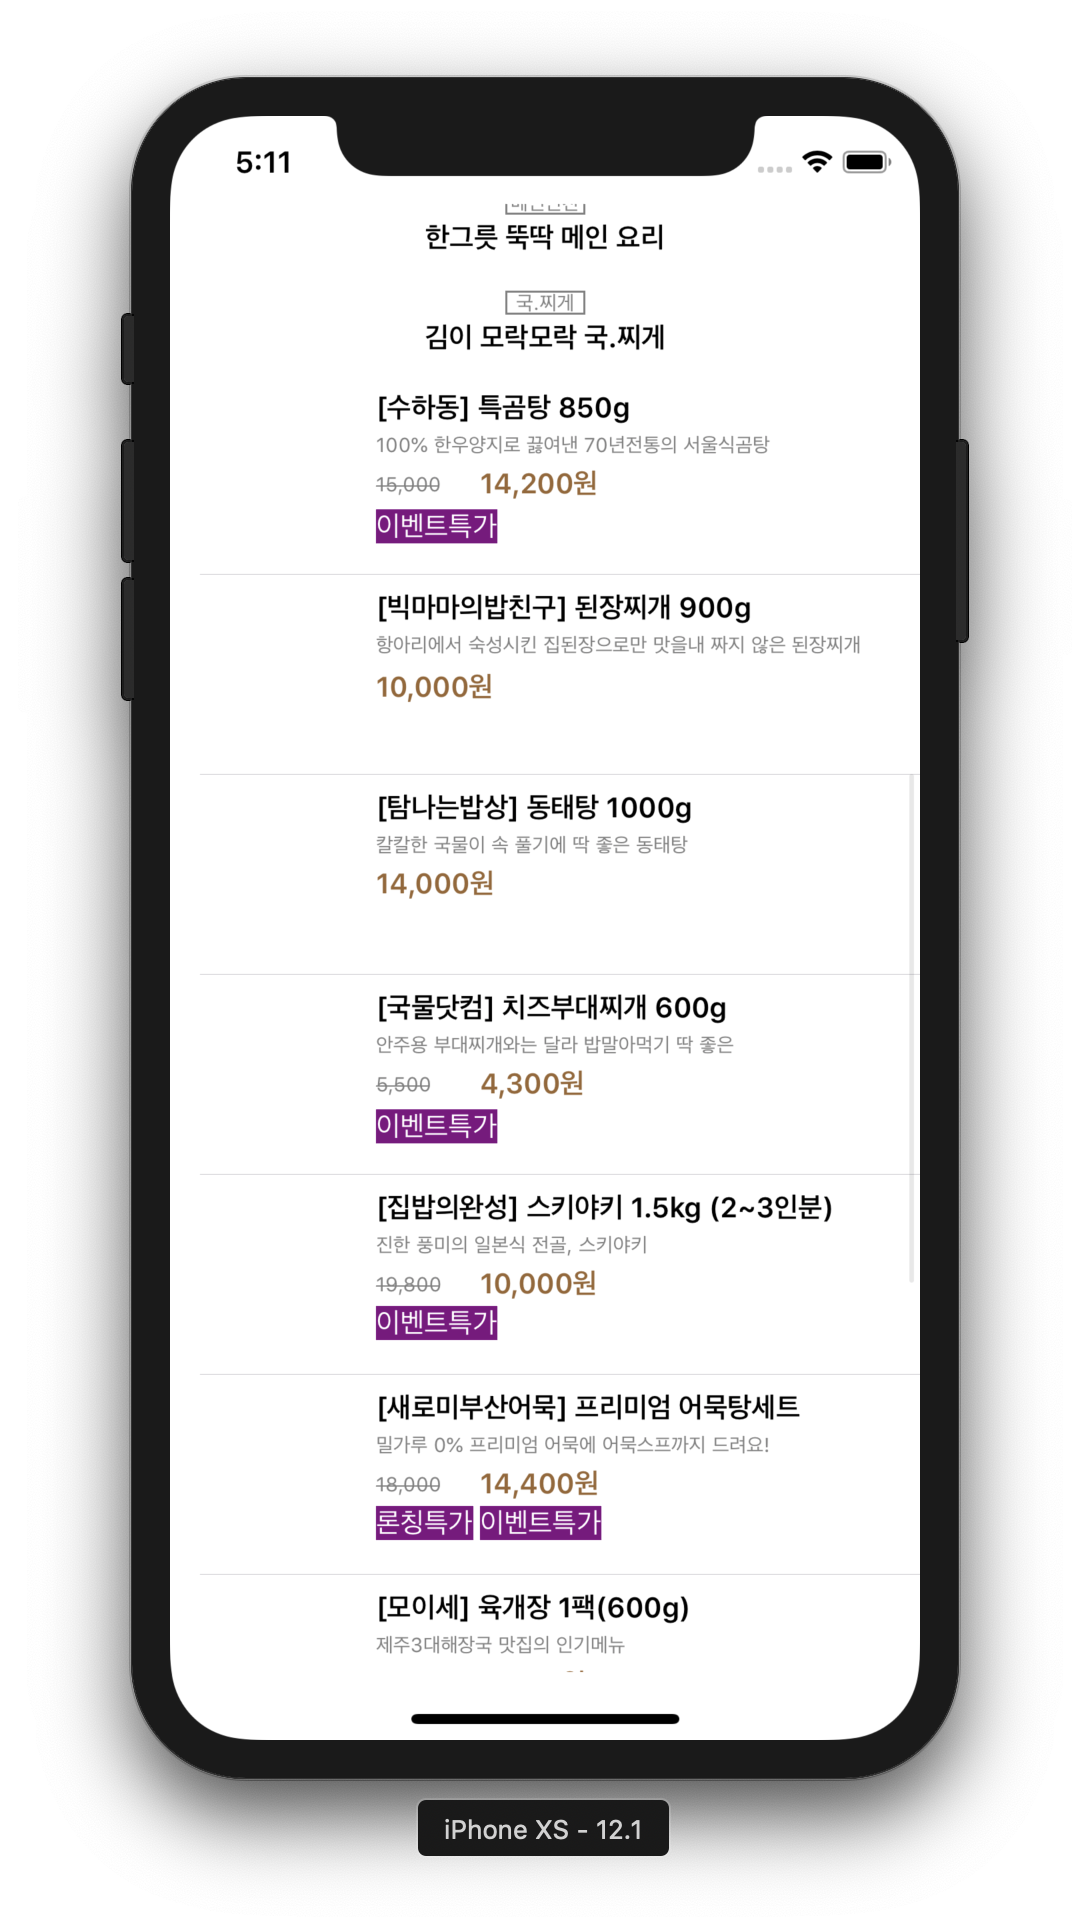 5:11
한그릇 뚝딱 메인 요리
국.찌게
김이 모락모락 국.찌게
[수하동] 특곰탕 850g
100% 한우양지로 끓여낸 70년전통의 서울식곰탕
15,000 14,200원
이벤트특가
[빅마마의밥친구] 된장찌개 900g
항아리에서 숙성시킨 집된장으로만 맛을내 짜지 않은 된장찌개
10,000원
[탐나는밥상] 동태탕 1000g
칼칼한 국물이 속 풀기에 딱 좋은 동태탕
14,000원
[국물닷컴] 치즈부대찌개 600g
안주용 부대찌개와는 달라 밥말아먹기 딱 좋은
5,500 4,300원
이벤트특가
[집밥의완성] 스키야키 1.5kg (2~3인분)
진한 풍미의 일본식 전골, 스키야키
19,800 10,000원
이벤트특가
[새로미부산어묵] 프리미엄 어묵탕세트
밀가루 0% 프리미엄 어묵에 어묵스프까지 드려요!
18,000 14,400원
론칭특가 이벤트특가
[모이세] 육개장 1팩(600g)
제주3대해장국 맛집의 인기메뉴
iPhone XS - 12.1